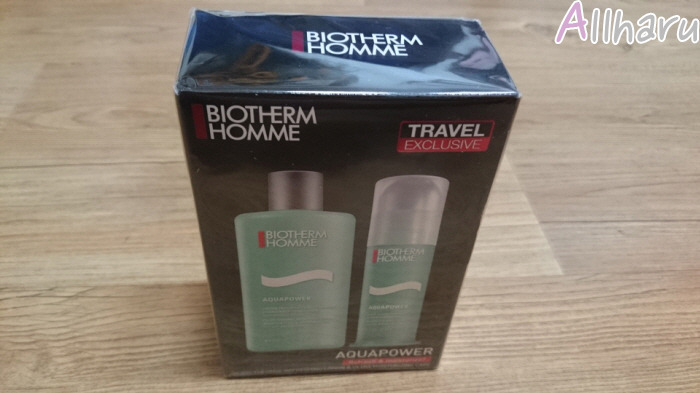 Allharu
BIOTHERM
HOMME
BIOTHERM
HOMME
TRAVEL
EXCLUSIVE
BIOTHERM
HOMME
AQUAPOWER
BIOTHERM
HOMME
AQUAPOWER
AQUAPOWER